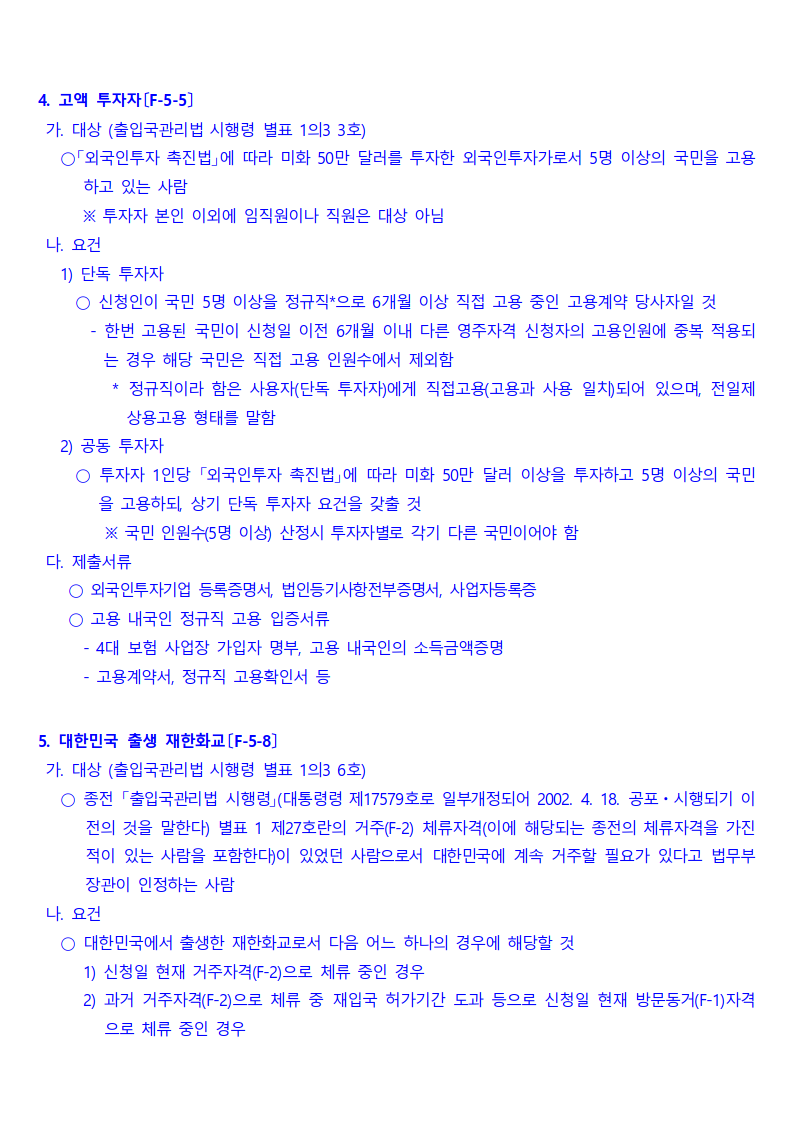 4. 고액 투자자〔F-5-5〕
가. 대상 (출입국관리법 시행령 별표 1의3 3호)
○「외국인투자 촉진법」에 따라 미화 50만 달러를 투자한 외국인투자가로서 5명 이상의 국민을 고용
하고 있는 사람
※ 투자자 본인 이외에 임직원이나 직원은 대상 아님
나. 요건
1) 단독 투자자
○ 신청인이 국민 5명 이상을 정규직*으로 6개월 이상 직접 고용 중인 고용계약 당사자일 것
- 한번 고용된 국민이 신청일 이전 6개월 이내 다른 영주자격 신청자의 고용인원에 중복 적용되
는 경우 해당 국민은 직접 고용 인원수에서 제외함
* 정규직이라 함은 사용자(단독 투자자)에게 직접고용(고용과 사용 일치)되어 있으며, 전일제
상용고용 형태를 말함
2) 공동 투자자
○ 투자자 1인당 「외국인투자 촉진법」에 따라 미화 50만 달러 이상을 투자하고 5명 이상의 국민
을 고용하되, 상기 단독 투자자 요건을 갖출 것
※ 국민 인원수(5명 이상) 산정시 투자자별로 각기 다른 국민이어야 함
다. 제출서류
○ 외국인투자기업 등록증명서, 법인등기사항전부증명서, 사업자등록증
○ 고용 내국인 정규직 고용 입증서류
- 4대 보험 사업장 가입자 명부, 고용 내국인의 소득금액증명
- 고용계약서, 정규직 고용확인서 등
5. 대한민국 출생 재한화교〔F-5-8〕
가. 대상 (출입국관리법 시행령 별표 1의3 6호)
○ 종전 「출입국관리법 시행령」(대통령령 제17579호로 일부개정되어 2002. 4. 18. 공포・시행되기 이
전의 것을 말한다) 별표 1 제27호란의 거주(F-2) 체류자격(이에 해당되는 종전의 체류자격을 가진
적이 있는 사람을 포함한다)이 있었던 사람으로서 대한민국에 계속 거주할 필요가 있다고 법무부
장관이 인정하는 사람
나. 요건
○ 대한민국에서 출생한 재한화교로서 다음 어느 하나의 경우에 해당할 것
1) 신청일 현재 거주자격(F-2)으로 체류 중인 경우
2) 과거 거주자격(F-2)으로 체류 중 재입국 허가기간 도과 등으로 신청일 현재 방문동거(F-1)자격
으로 체류 중인 경우